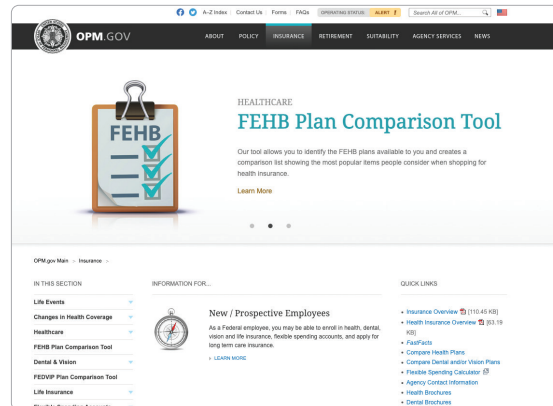 A-Z Index | Contact Us | Forms | FAQs OPERATING STATUS: ALERT ! Search All of OPM...
OPM.GOV ABOUT POLICY INSURANCE RETIREMENT SUITABILITY AGENCY SERVICES NEWS
FEHB
HEALTHCARE
FEHB Plan Comparison Tool
Our tool allows you to identify the FEHB plans available to you and creates a
comparison list showing the most popular items people consider when shopping for
health insurance.
Learn More
OPM.gov Main » Insurance »
IN THIS SECTION
Life Events
Changes in Health Coverage
Healthcare
FEHB Plan Comparison Tool
Dental & Vision
FEDVIP Plan Comparison Tool
Life Insurance
INFORMATION FOR...
New / Prospective Employees
As a Federal employee, you may be able to enroll in health, dental,
vision and life insurance, flexible spending accounts, and apply for
long term care insurance.
» LEARN MORE
QUICK LINKS
Insurance Overview [110.45 KB]
Health Insurance Overview [63.19
KB]
FastFacts
Compare Health Plans
Compare Dental and/or Vision Plans
Flexible Spending Calculator
Agency Contact Information
Health Brochures
Dental Brochures